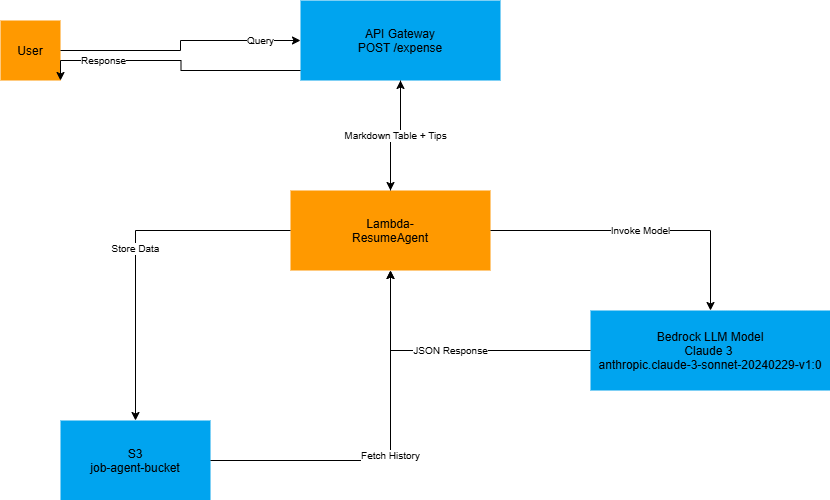 User
Query
Response
API Gateway
POST /expense
Markdown Table + Tips
Lambda-
ResumeAgent
Store Data
Invoke Model
Bedrock LLM Model
Claude 3
anthropic.claude-3-sonnet-20240229-v1:0
JSON Response
S3
job-agent-bucket
Fetch History